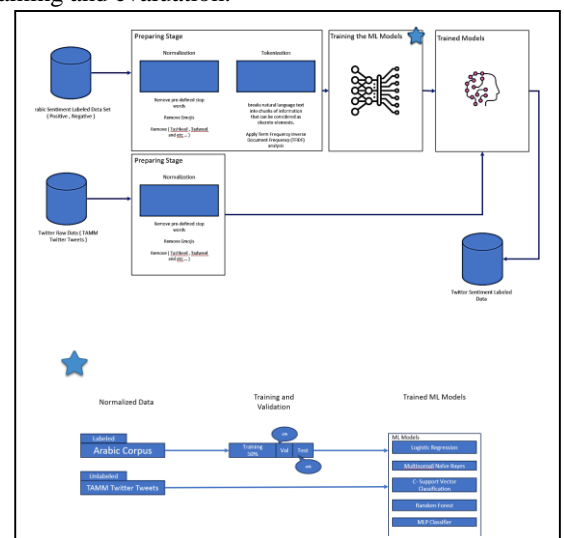 aining and evaluation.
Preparing Stage
Normalization
Tokenization
Remove pre-defined stop
words
Remove Emojis
Remove ( Tashkeel , Tatweel
and etc... )
breaks natural language text
into chunks of information
that can be considered as
discrete elements.
Apply Term Frequency Inverse
Document Frequency (TFIDF)
analysis
Training the ML Models
Trained Models
rabic Sentiment Labeled Data Set
( Positive , Negative )
Preparing Stage
Normalization
Remove pre-defined stop
words
Remove Emojis
Remove ( Tashkeel , Tatweel
and etc... )
Twitter Raw Data ( TAMM
Twitter Tweets )
Twitter Sentiment Labeled
Data
Normalized Data
Training and
Validation
Trained ML Models
Labeled
Arabic Corpus
Training
50%
Val
Test
Unlabeled
TAMM Twitter Tweets
ML Models
Logistic Regression
Multinomial Naive Bayes
C- Support Vector
Classification
Random Forest
MLP Classifier